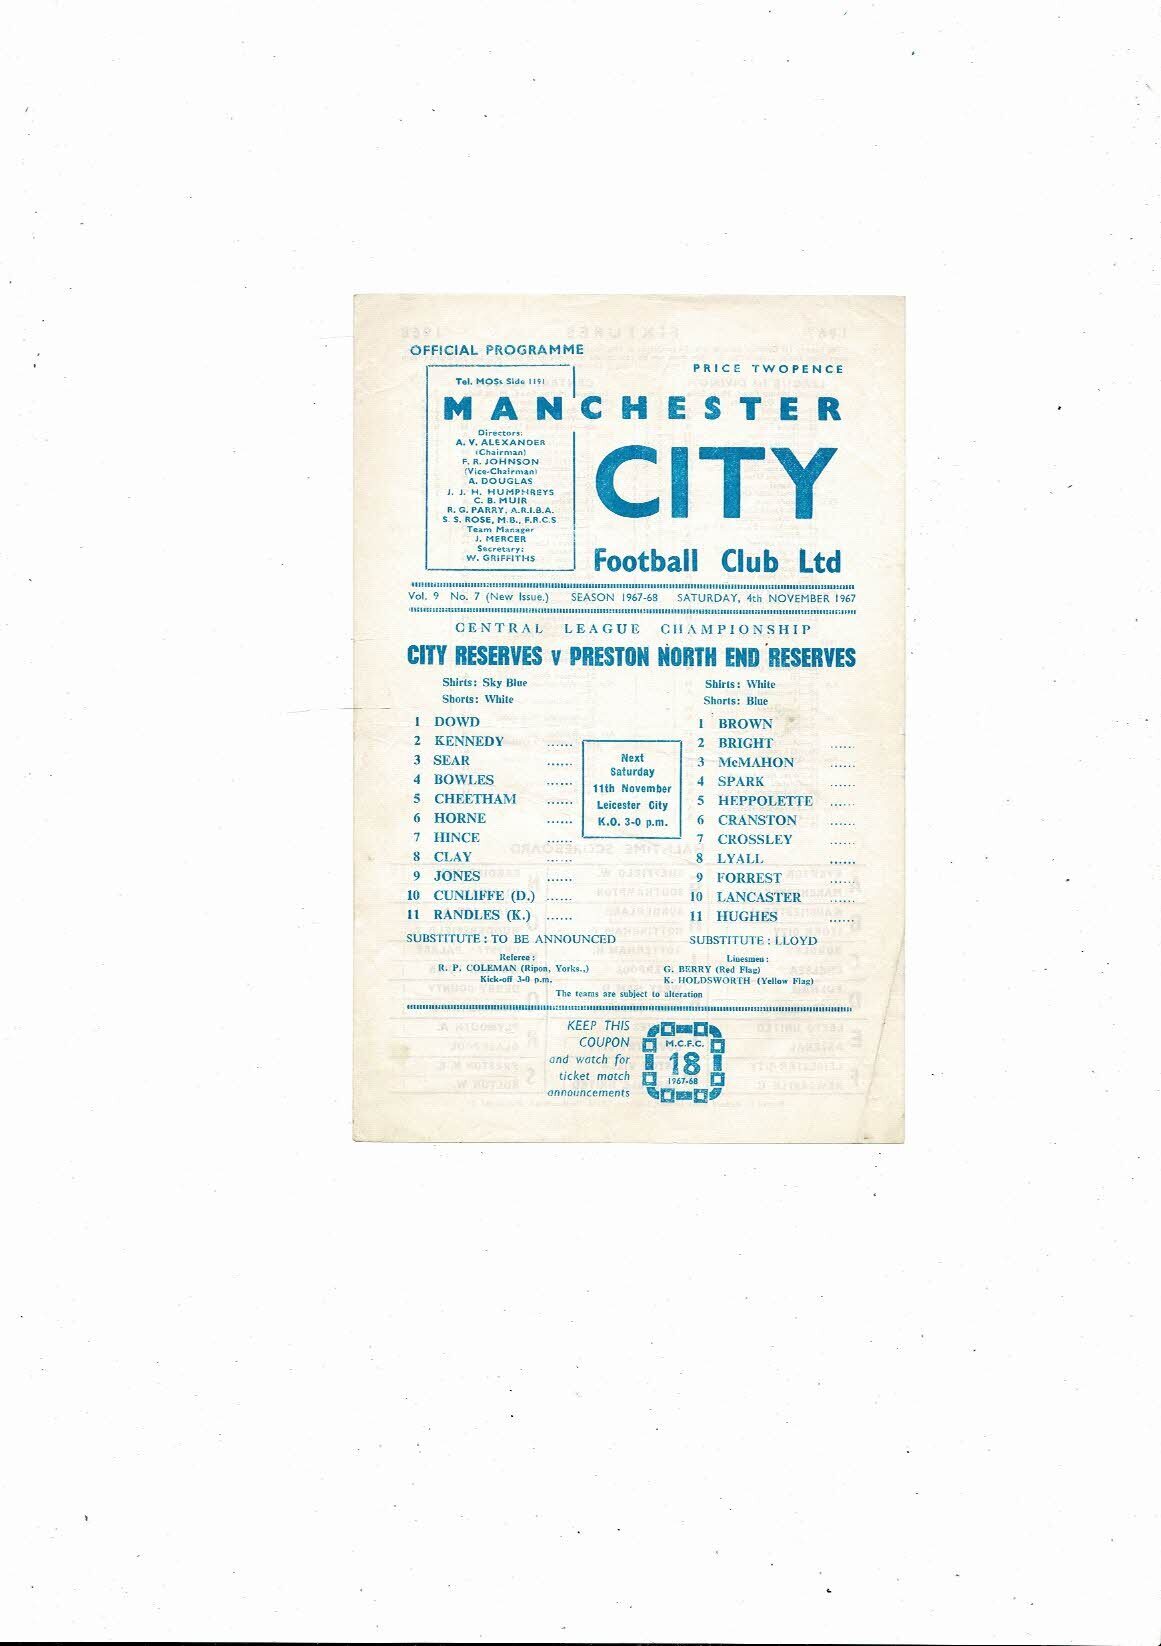 OFFICIAL PROGRAMME
PRICE TWOPENCE
Tel. MOSs Side 1191
MANCHESTER
CITY
Football Club Ltd
Directors:
A. V. ALEXANDER
(Chairman)
F. R. JOHNSON
(Vice-Chairman)
A. DOUGLAS
J. J. H. HUMPHREYS
C. B. MUIR
R. G. PARRY, A.R.I.B.A.
S. S. ROSE, M.B., F.R.C.S
Team Manager
J. MERCER
Secretary:
W. GRIFFITHS
Vol. 9 No. 7 (New Issue.) SEASON 1967-68 SATURDAY, 4th NOVEMBER 1967
CENTRAL LEAGUE CHAMPIONSHIP
CITY RESERVES v PRESTON NORTH END RESERVES
Shirts: Sky Blue
Shorts: White
1 DOWD
2 KENNEDY ......
3 SEAR ......
4 BOWLES ......
5 CHEETHAM ......
6 HORNE ......
7 HINCE ......
8 CLAY ......
9 JONES ......
10 CUNLIFFE (D.) ......
11 RANDLES (K.) ......
SUBSTITUTE : TO BE ANNOUNCED
Next
Saturday
11th November
Leicester City
K.O. 3-0 p.m.
Shirts: White
Shorts: Blue
1 BROWN
2 BRIGHT ......
3 McMAHON ......
4 SPARK ......
5 HEPPOLETTE ......
6 CRANSTON ......
7 CROSSLEY ......
8 LYALL ......
9 FORREST ......
10 LANCASTER ......
11 HUGHES ......
SUBSTITUTE : LLOYD
Referee :
R. P. COLEMAN (Ripon, Yorks.,)
Kick-off 3-0 p.m.
Linesmen :
G. BERRY (Red Flag)
K. HOLDSWORTH (Yellow Flag)
The teams are subject to alteration
KEEP THIS
COUPON
and watch for
ticket match
announcements
M.C.F.C.
18
1967-68